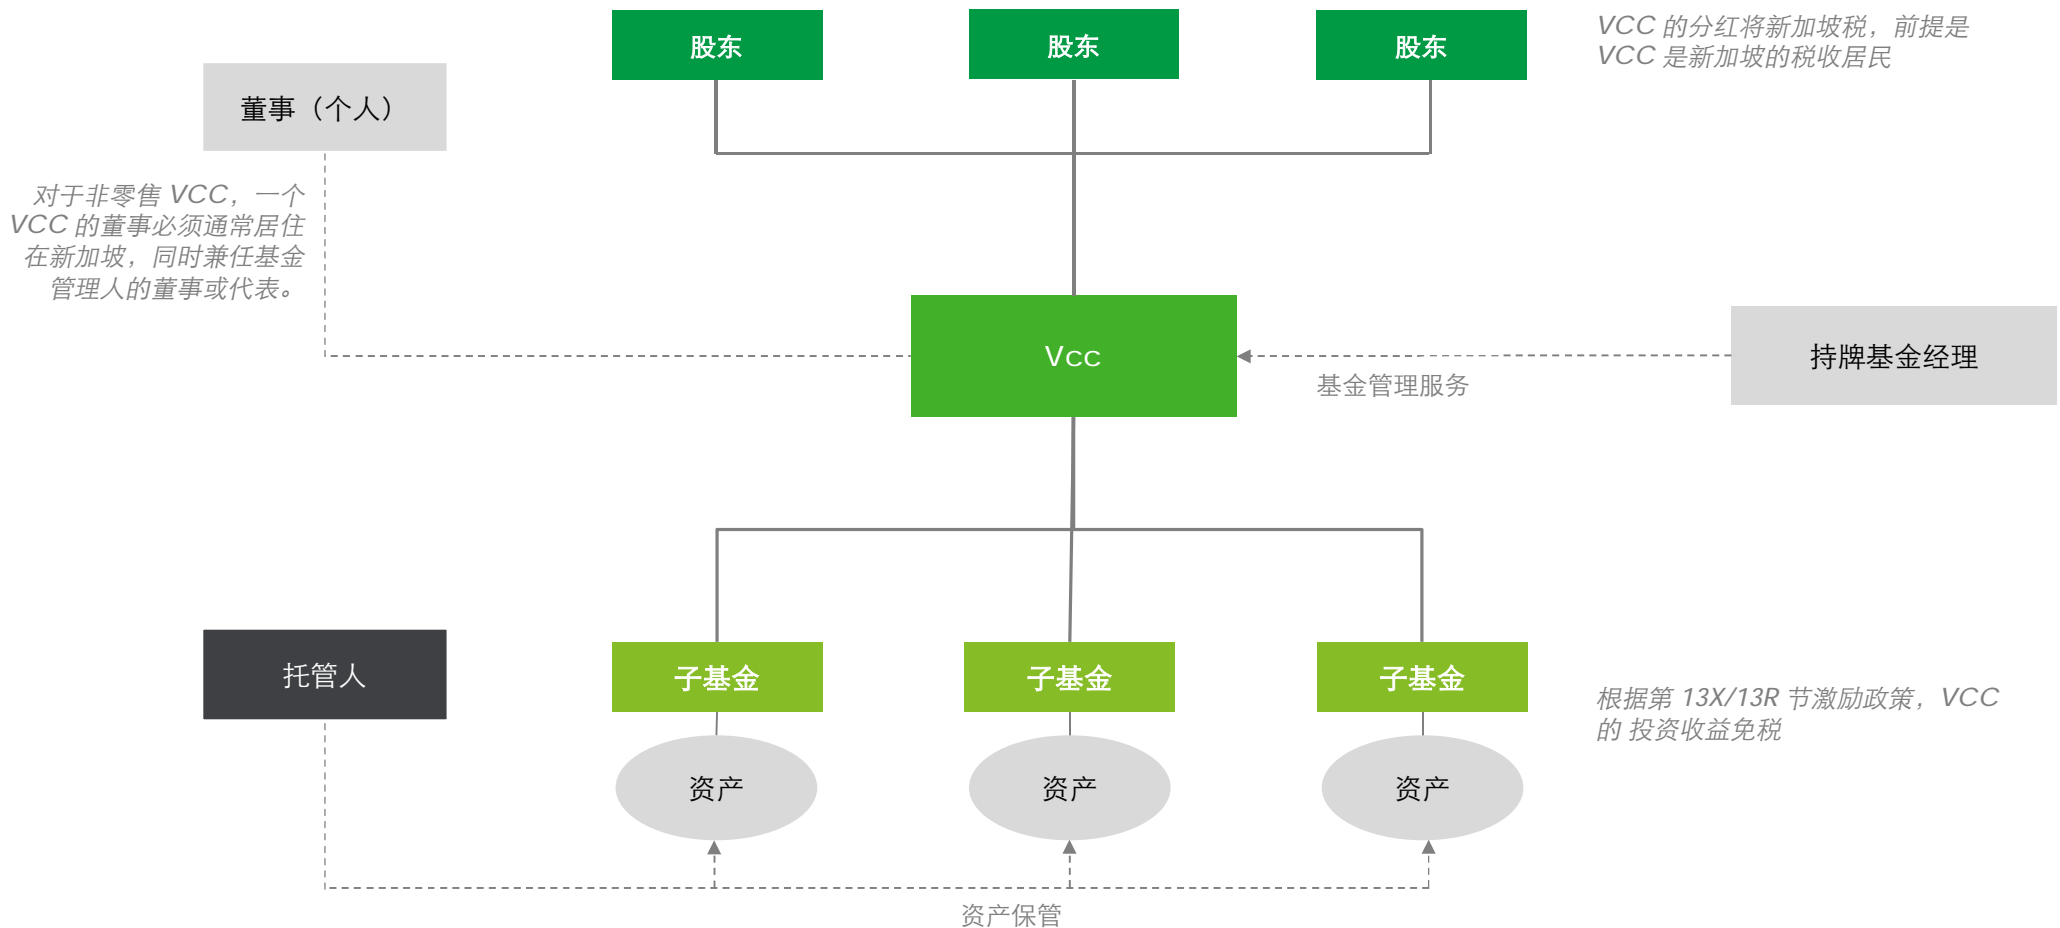 股东
股东
股东
VCC 的分红将新加坡税，前提是
VCC 是新加坡的税收居民
董事（个人）
对于非零售 VCC，一个
VCC 的董事必须通常居住
在新加坡，同时兼任基金
管理人的董事或代表。
VCC
持牌基金经理
基金管理服务
托管人
子基金
子基金
子基金
根据第 13X/13R 节激励政策，VCC
的 投资收益免税
资产
资产
资产
资产保管